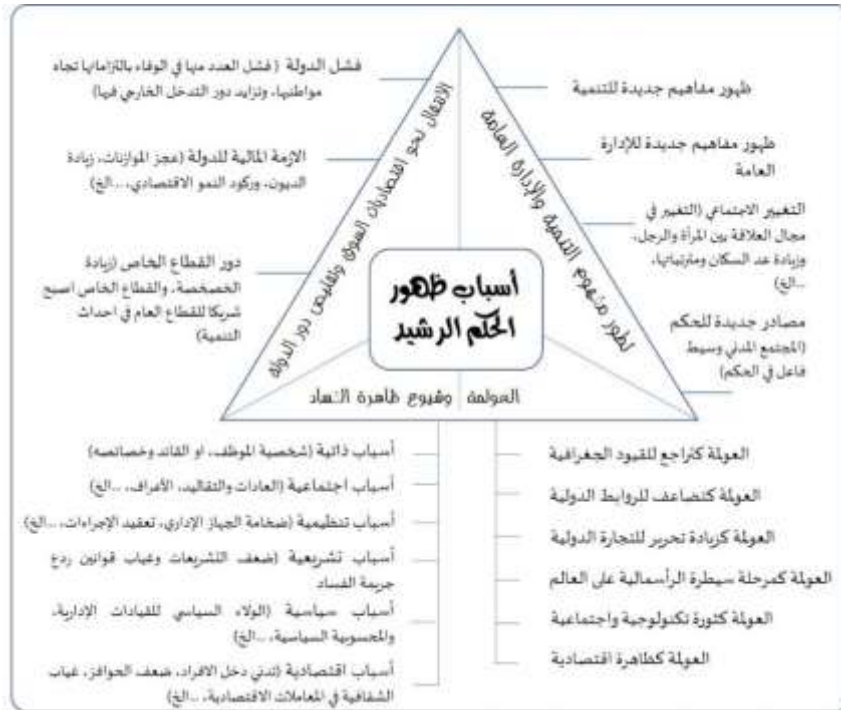 ظهور مفاهيم جديدة للتنمية
ظهور مفاهيم جديدة للإدارة
العامة
التغيير الاجتماعي (التغيير في
مجال العلاقة بين المرأة والرجل،
وزيادة عد السكان ومترتباتها،
...الخ)
مصادر جديدة للحكم
(المجتمع المدني وسيط
فاعل في الحكم)
تطور مفهوم التنمية والإدارة العامة
فشل الدولة ( فشل العدد منها في الوفاء بالتزاماتها تجاه
مواطنيها، وتزايد دور التدخل الخارجي فيها)
الازمة المالية للدولة (عجز الموازنات، زيادة
الديون، وركود النمو الاقتصادي، ...الخ)
دور القطاع الخاص (زيادة
الخصخصة، والقطاع الخاص اصبح
شريكا للقطاع العام في احداث
التنمية)
الانتقال نحو اقتصاديات السوق وتقليص دور الدولة
أسباب ظهور
الحكم الرشيد
العولمة وشيوع ظاهرة الفساد
العولمة كتراجع للقيود الجغرافية
العولمة كتضاعف للروابط الدولية
العولمة كزيادة تحرير للتجارة الدولية
العولمة كمرحلة سيطرة الرأسمالية على العالم
العولمة كثورة تكنولوجية واجتماعية
العولمة كظاهرة اقتصادية
أسباب ذاتية (شخصية الموظف، او القائد وخصائصه)
أسباب اجتماعية (العادات والتقاليد، الأعراف، ...الخ)
أسباب تنظيمية (ضخامة الجهاز الإداري، تعقيد الإجراءات، ...الخ)
أسباب تشريعية (ضعف التشريعات وغياب قوانين ردع
جريمة الفساد
أسباب سياسية (الولاء السياسي للقيادات الإدارية،
والمحسوبية السياسية، ...الخ)
أسباب اقتصادية (تدني دخل الافراد، ضعف الحوافز، غياب
الشفافية في المعاملات الاقتصادية، ...الخ)